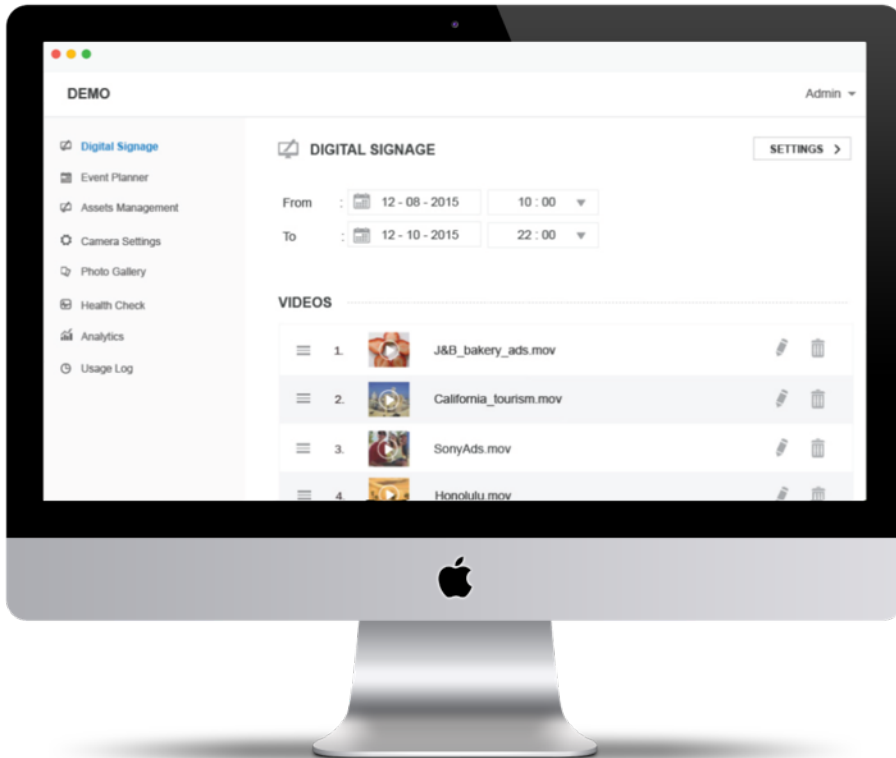 DEMO
Admin
Digital Signage
Event Planner
Assets Management
Camera Settings
Photo Gallery
Health Check
Analytics
Usage Log
DIGITAL SIGNAGE
SETTINGS >
From : 12 - 08 - 2015 10 : 00
To : 12 - 10 - 2015 22 : 00
VIDEOS
1. J&B_bakery_ads.mov
2. California_tourism.mov
3. SonyAds.mov
4. Honolulu.mov